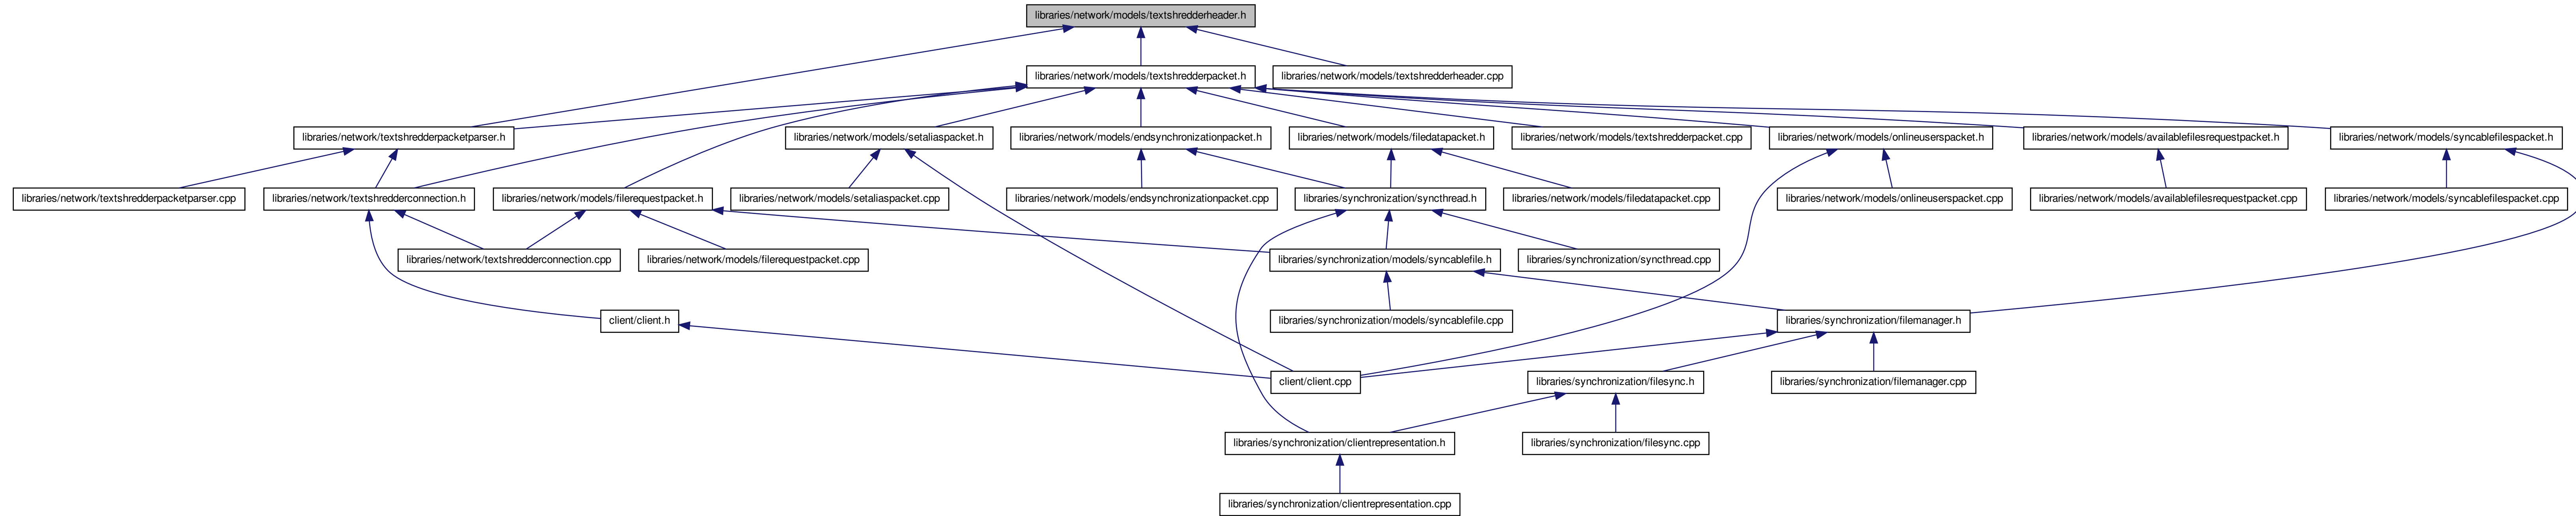 libraries/network/models/textshredderheader.h
libraries/network/models/textshredderpacket.h
libraries/network/models/textshredderheader.cpp
libraries/network/textshredderpacketparser.h
libraries/network/models/setaliaspacket.h
libraries/network/models/endsynchronizationpacket.h
libraries/network/models/filedatapacket.h
libraries/network/models/textshredderpacket.cpp
libraries/network/models/onlineuserspacket.h
libraries/network/models/availablefilesrequestpacket.h
libraries/network/models/syncablefilespacket.h
libraries/network/textshredderpacketparser.cpp
libraries/network/textshredderconnection.h
libraries/network/models/filerequestpacket.h
libraries/network/models/setaliaspacket.cpp
libraries/network/models/endsynchronizationpacket.cpp
libraries/synchronization/syncthread.h
libraries/network/models/filedatapacket.cpp
libraries/network/models/onlineuserspacket.cpp
libraries/network/models/availablefilesrequestpacket.cpp
libraries/network/models/syncablefilespacket.cpp
libraries/network/textshredderconnection.cpp
libraries/network/models/filerequestpacket.cpp
libraries/synchronization/models/syncablefile.h
libraries/synchronization/syncthread.cpp
client/client.h
libraries/synchronization/models/syncablefile.cpp
libraries/synchronization/filemanager.h
client/client.cpp
libraries/synchronization/filesync.h
libraries/synchronization/filemanager.cpp
libraries/synchronization/clientrepresentation.h
libraries/synchronization/filesync.cpp
libraries/synchronization/clientrepresentation.cpp